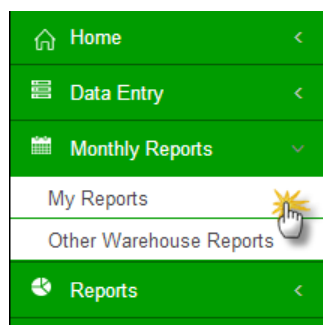 Home
Data Entry
Monthly Reports
My Reports
Other Warehouse Reports
Reports